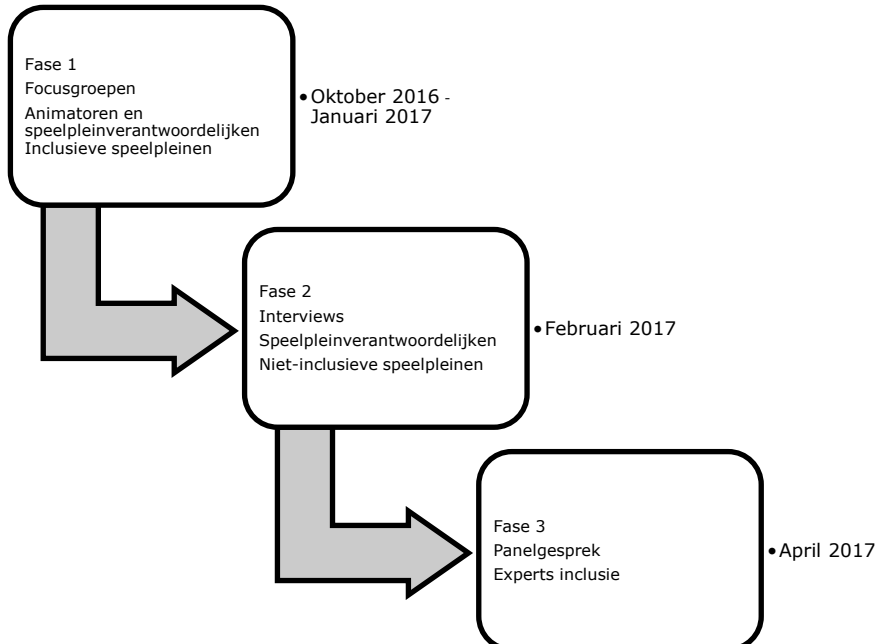 Fase 1
Focusgroepen
Animatoren en
speelpleinverantwoordelijken
Inclusieve speelpleinen
•Oktober 2016 -
Januari 2017
Fase 2
Interviews
Speelpleinverantwoordelijken
Niet-inclusieve speelpleinen
•Februari 2017
Fase 3
Panelgesprek
Experts inclusie
•April 2017